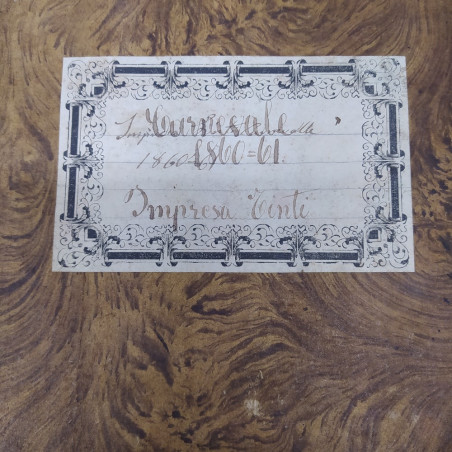 Carnevale
1860=61.
Impresa Tinti